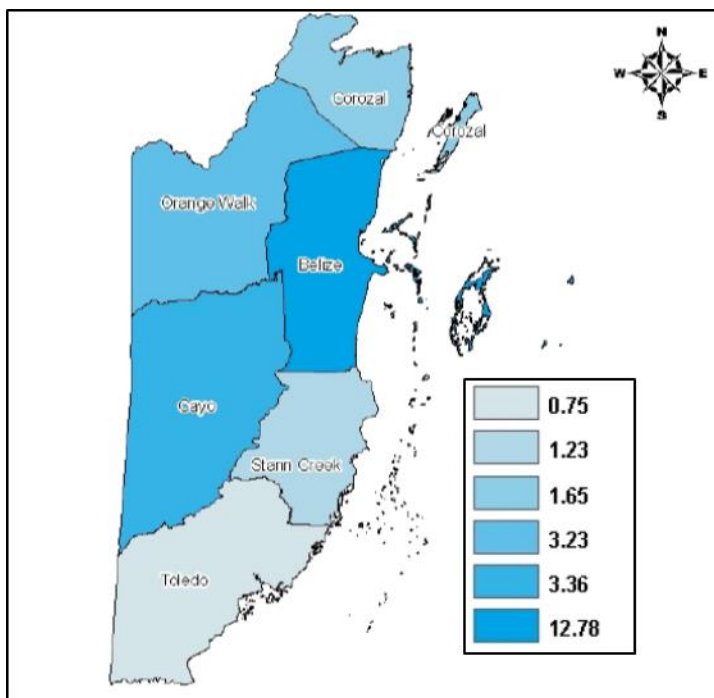 N
W E
S
Corozal
Corozal
Orange Walk
Belize
Cayo
Stann Creek
Toledo
0.75
1.23
1.65
3.23
3.36
12.78